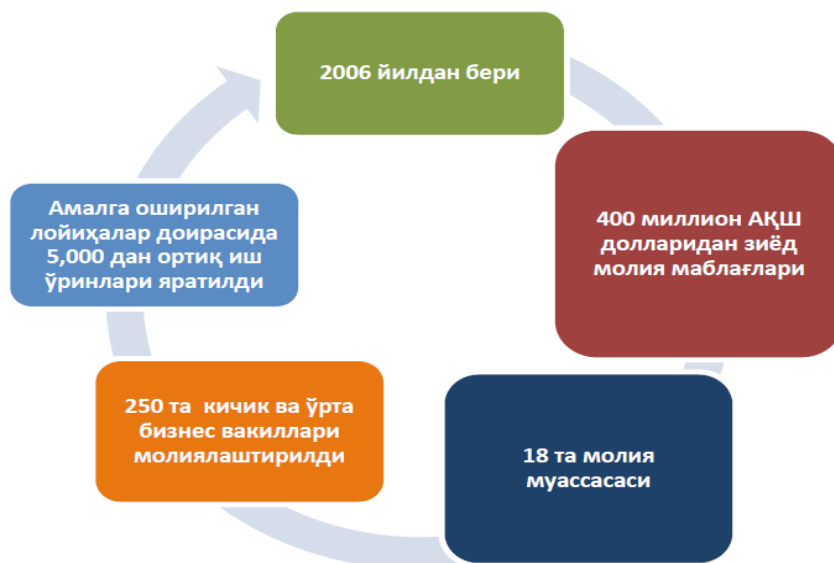 2006 йилдан бери
400 миллион АҚШ
долларидан зиёд
молия маблағлари
18 та молия
муассасаси
250 та кичик ва ўрта
бизнес вакиллари
молиялаштирилди
Амалга оширилган
лойиҳалар доирасида
5,000 дан ортиқ иш
ўринлари яратилди